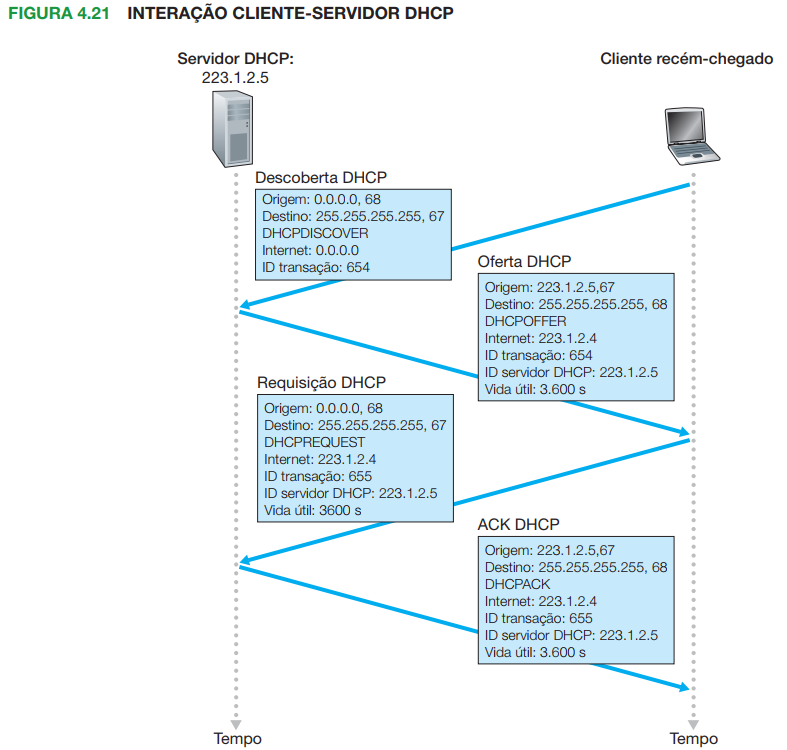 FIGURA 4.21 INTERAÇÃO CLIENTE-SERVIDOR DHCP
Servidor DHCP:
223.1.2.5
Cliente recém-chegado
Descoberta DHCP
Origem: 0.0.0.0, 68
Destino: 255.255.255.255, 67
DHCPDISCOVER
Internet: 0.0.0.0
ID transação: 654
Oferta DHCP
Origem: 223.1.2.5,67
Destino: 255.255.255.255, 68
DHCPOFFER
Internet: 223.1.2.4
ID transação: 654
ID servidor DHCP: 223.1.2.5
Vida útil: 3.600 s
Requisição DHCP
Origem: 0.0.0.0, 68
Destino: 255.255.255.255, 67
DHCPREQUEST
Internet: 223.1.2.4
ID transação: 655
ID servidor DHCP: 223.1.2.5
Vida útil: 3600 s
ACK DHCP
Origem: 223.1.2.5,67
Destino: 255.255.255.255, 68
DHCPACK
Internet: 223.1.2.4
ID transação: 655
ID servidor DHCP: 223.1.2.5
Vida útil: 3.600 s
Tempo
Tempo